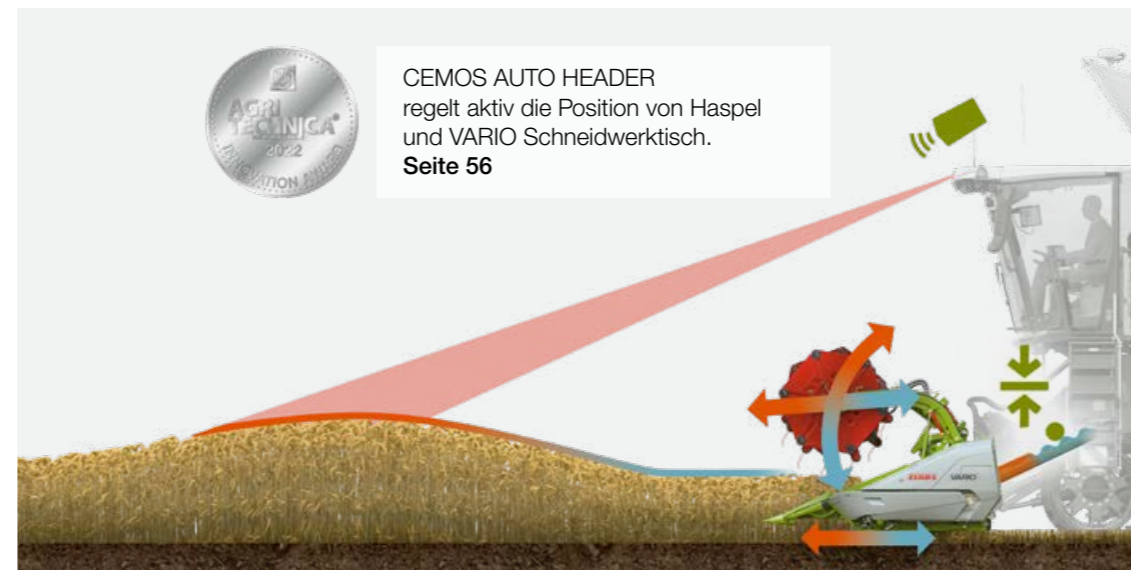 AGRI
TECHNICA
2022
INNOVATION AWARD
CEMOS AUTO HEADER
regelt aktiv die Position von Haspel
und VARIO Schneidwerktisch.
Seite 56
CLAAS VARIO